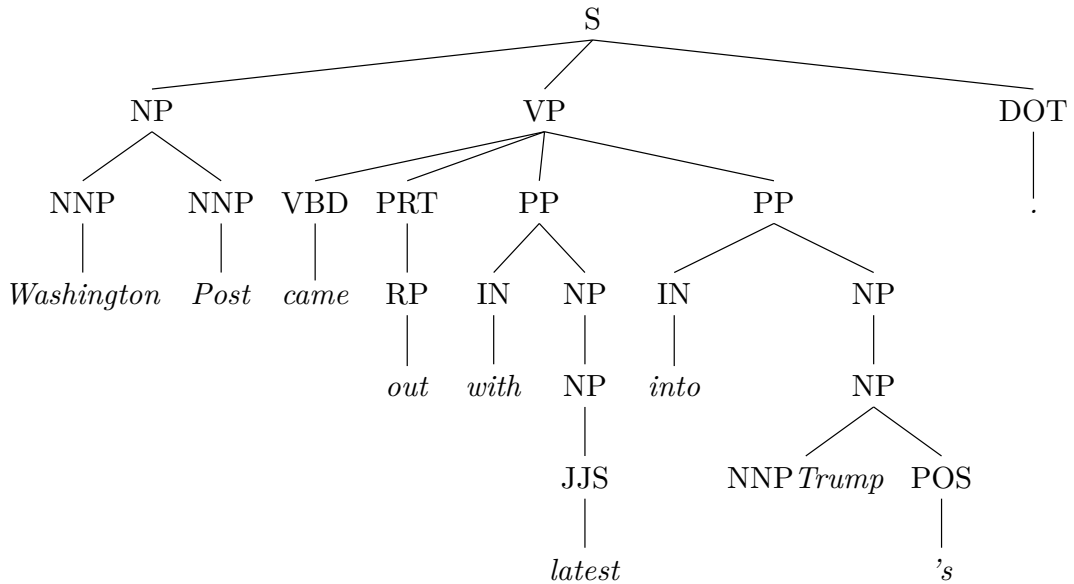 S
NP VP DOT
NNP NNP VBD PRT PP PP .
Washington Post came RP IN NP IN NP
out with NP into NP
JJS NNP Trump POS
latest 's